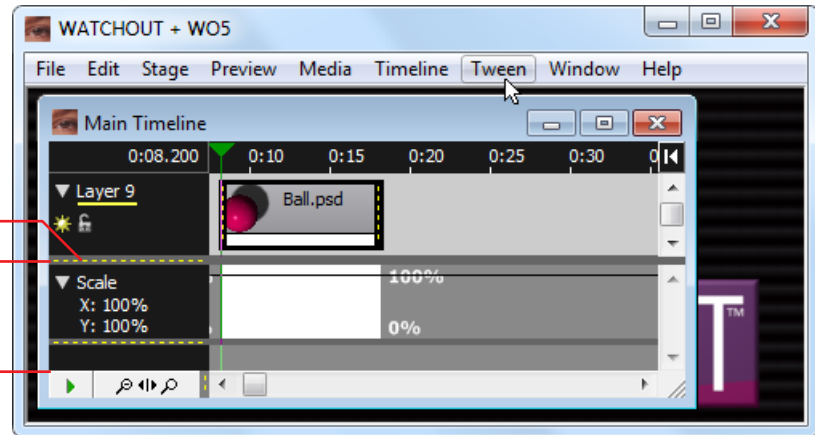 WATCHOUT + WO5
File Edit Stage Preview Media Timeline Tween Window Help
Main Timeline
0:08.200 0:10 0:15 0:20 0:25 0:30 0
Layer 9
Ball.psd
Scale
100%
X: 100%
Y: 100%
0%
T TM